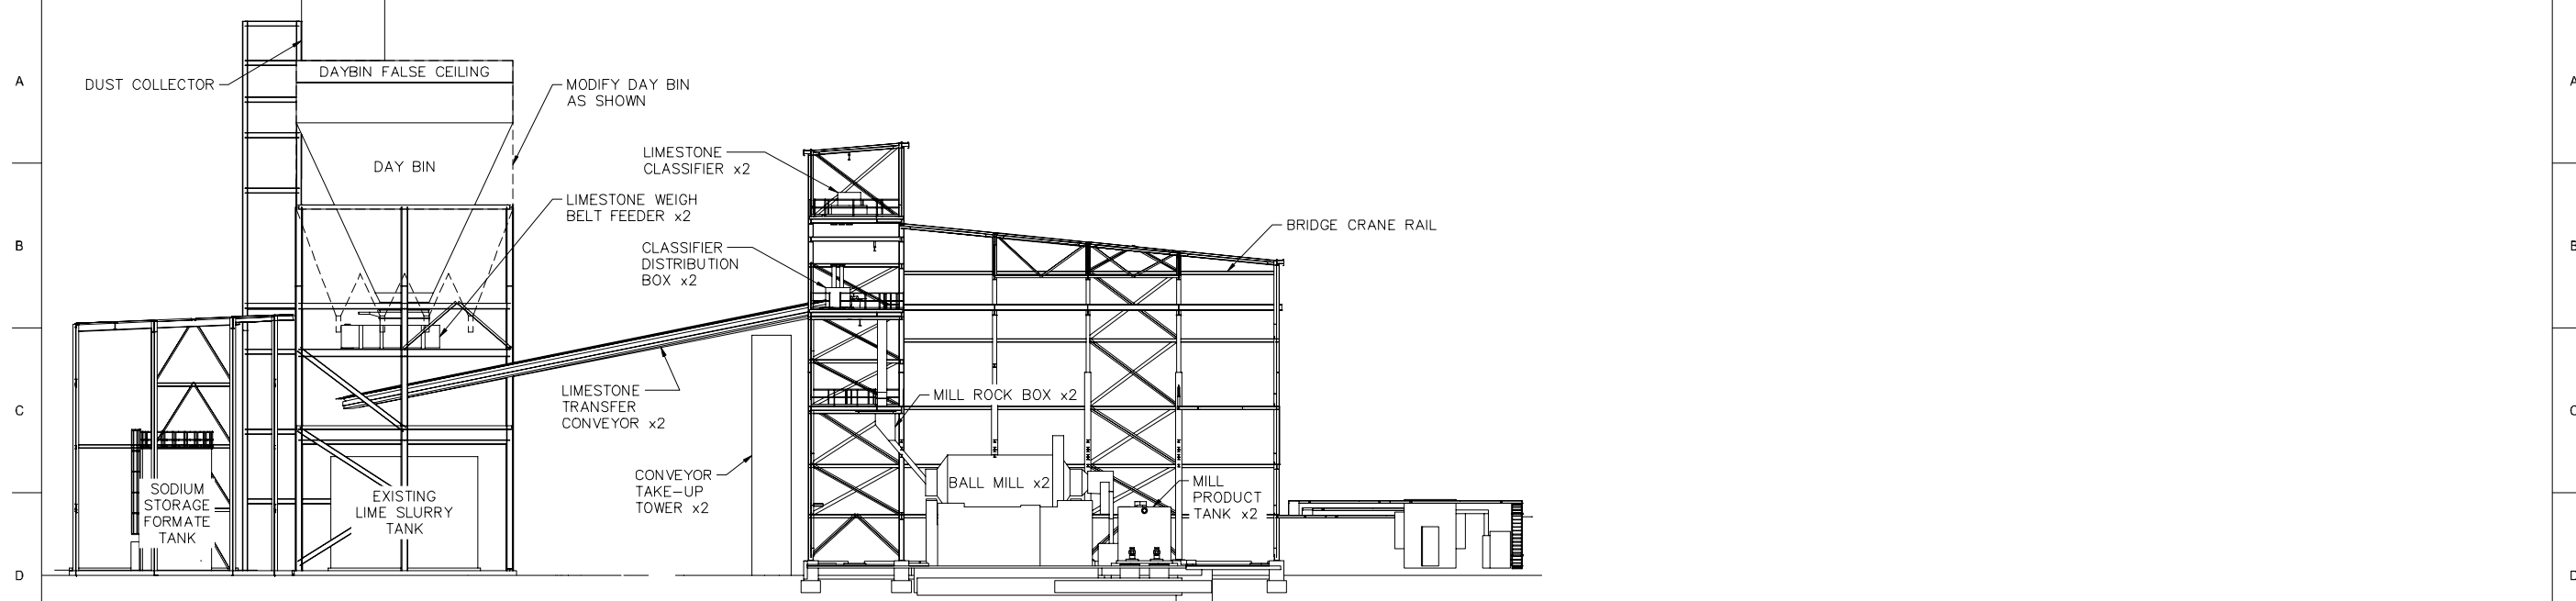 A
A
DAYBIN FALSE CEILING
DUST COLLECTOR
MODIFY DAY BIN
AS SHOWN
LIMESTONE
CLASSIFIER x2
DAY BIN
LIMESTONE WEIGH
BELT FEEDER x2
BRIDGE CRANE RAIL
B
B
CLASSIFIER
DISTRIBUTION
BOX x2
LIMESTONE
TRANSFER
CONVEYOR x2
MILL ROCK BOX x2
C
C
CONVEYOR
TAKE-UP
TOWER x2
BALL MILL x2
MILL
PRODUCT
TANK x2
SODIUM
STORAGE
FORMATE
TANK
EXISTING
LIME SLURRY
TANK
D
D